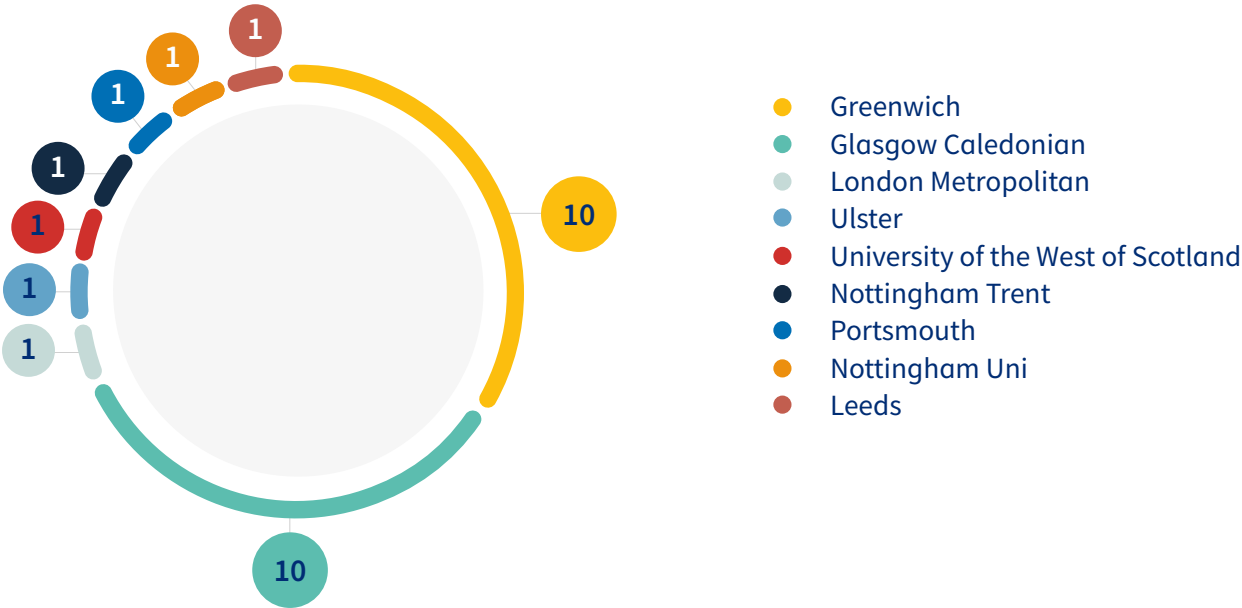 1
1
1
1
1
1
1
10
10
Greenwich
Glasgow Caledonian
London Metropolitan
Ulster
University of the West of Scotland
Nottingham Trent
Portsmouth
Nottingham Uni
Leeds